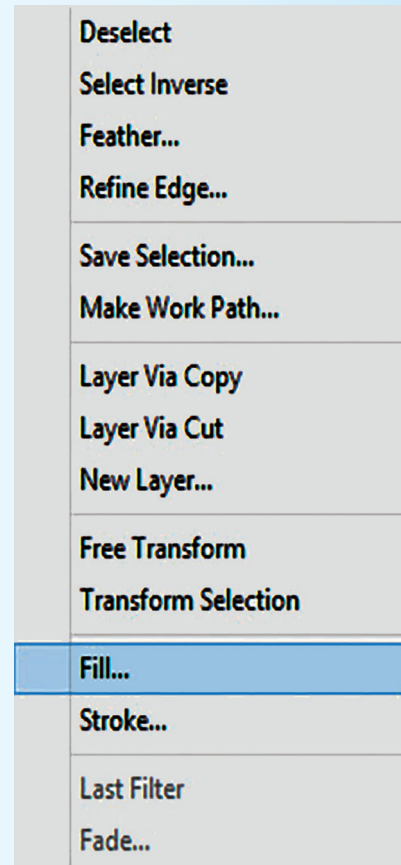 Deselect
Select Inverse
Feather...
Refine Edge...
Save Selection...
Make Work Path...
Layer Via Copy
Layer Via Cut
New Layer...
Free Transform
Transform Selection
Fill...
Stroke...
Last Filter
Fade...